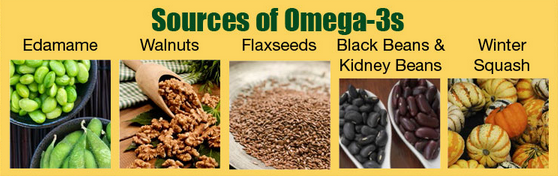 Sources of Omega-3s
Edamame
Walnuts
Flaxseeds
Black Beans &
Kidney Beans
Winter
Squash